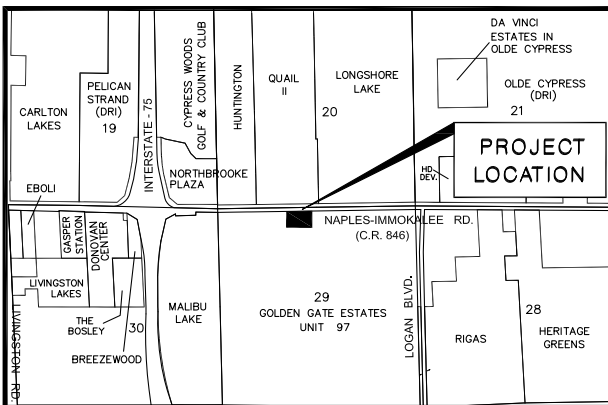 DA VINCI
ESTATES IN
OLDE CYPRESS
CARLTON
LAKES
PELICAN
STRAND
(DRI)
19
INTERSTATE - 75
CYPRESS WOODS
GOLF & COUNTRY CLUB
HUNTINGTON
QUAIL
II
20
LONGSHORE
LAKE
OLDE CYPRESS
(DRI)
21
PROJECT
LOCATION
NORTHBROOKE
PLAZA
HD
DEV.
EBOLI
GASPER
STATION
DONOVAN
CENTER
NAPLES-IMMOKALEE RD.
(C.R. 846)
LIVINGSTON
LAKES
LIVINGSTON RD.
THE
BOSLEY
30
BREEZEWOOD
MALIBU
LAKE
29
GOLDEN GATE ESTATES
UNIT 97
LOGAN BLVD.
28
RIGAS
HERITAGE
GREENS